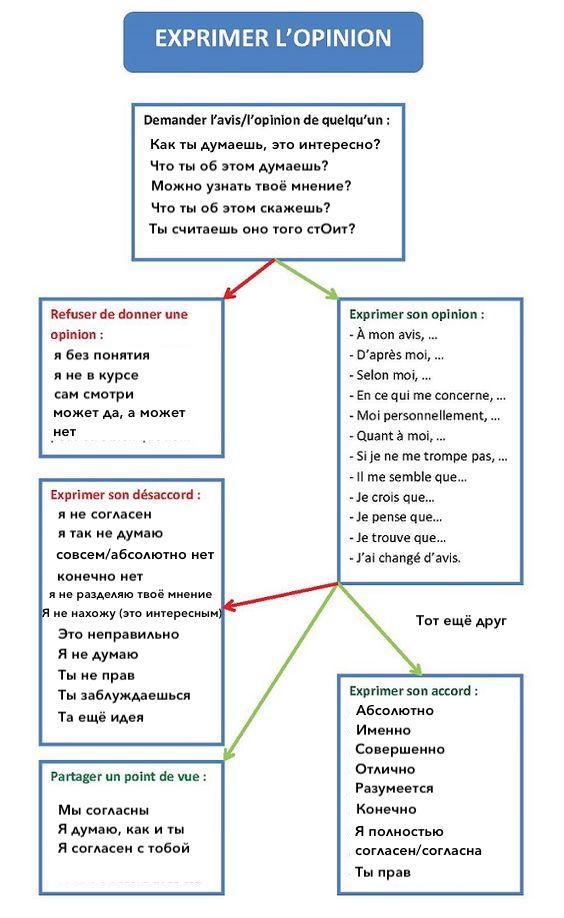 EXPRIMER L'OPINION
Demander l'avis/l'opinion de quelqu'un :
Как ты думаешь, это интересно?
Что ты об этом думаешь?
Можно узнать твоё мнение?
Что ты об этом скажешь?
Ты считаешь оно того стОит?
Refuser de donner une
opinion :
я без понятия
я не в курсе
сам смотри
может да, а может
нет
Exprimer son opinion :
- À mon avis, ...
- D'après moi, ...
- Selon moi, ...
- En ce qui me concerne, ...
- Moi personnellement, ...
- Quant à moi, ...
- Si je ne me trompe pas, ...
- Il me semble que...
- Je crois que...
- Je pense que...
- Je trouve que...
- J'ai changé d'avis.
Exprimer son désaccord :
я не согласен
я так не думаю
совсем/абсолютно нет
конечно нет
я не разделяю твоё мнение
Я не нахожу (это интересным)
Это неправильно
Я не думаю
Ты не прав
Ты заблуждаешься
Та ещё идея
Тот ещё друг
Exprimer son accord :
Абсолютно
Именно
Совершенно
Отлично
Разумеется
Конечно
Я полностью
согласен/согласна
Ты прав
Partager un point de vue :
Мы согласны
Я думаю, как и ты
Я согласен с тобой